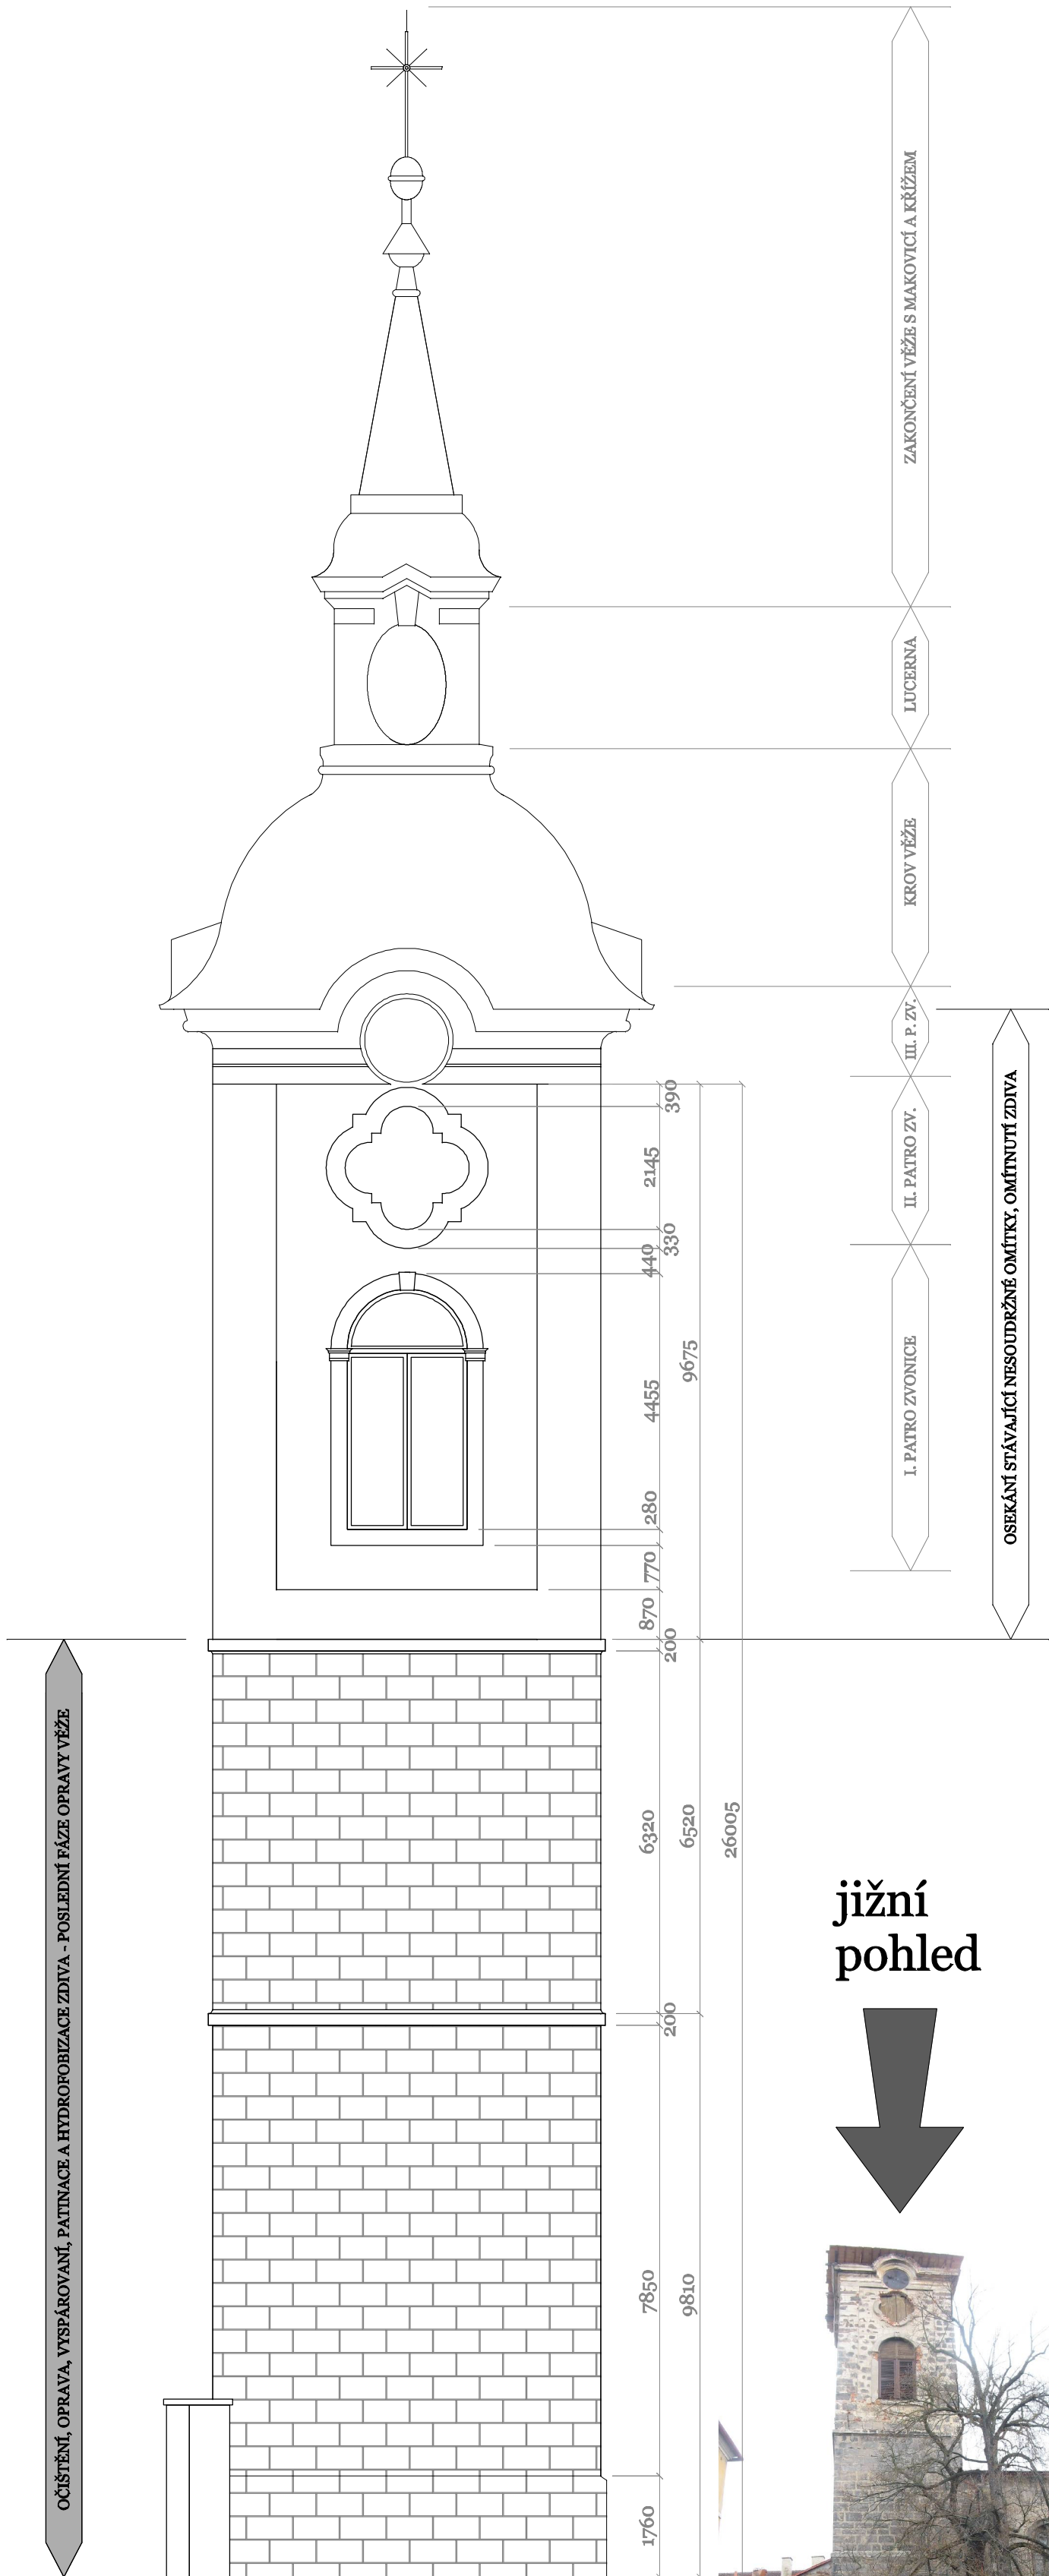 ZAKONČENÍ VĚŽE S MAKOVICÍ A KŘÍŽEM
LUCERNA
KROV VĚŽE
III. P. ZV.
II. PATRO ZV.
I. PATRO ZVONICE
OSEKÁNÍ STÁVAJÍCÍ NESOUDRŽNÉ OMÍTKY, OMÍTNUTÍ ZDIVA
390
2145
330
440
4455
280
770
870
200
9675
6320
6520
26005
200
7850
9810
1760
OČIŠTĚNÍ, OPRAVA, VYSPÁROVANÍ, PATINACE A HYDROFOBIZACE ZDIVA - POSLEDNÍ FÁZE OPRAVY VĚŽE
jižní
pohled